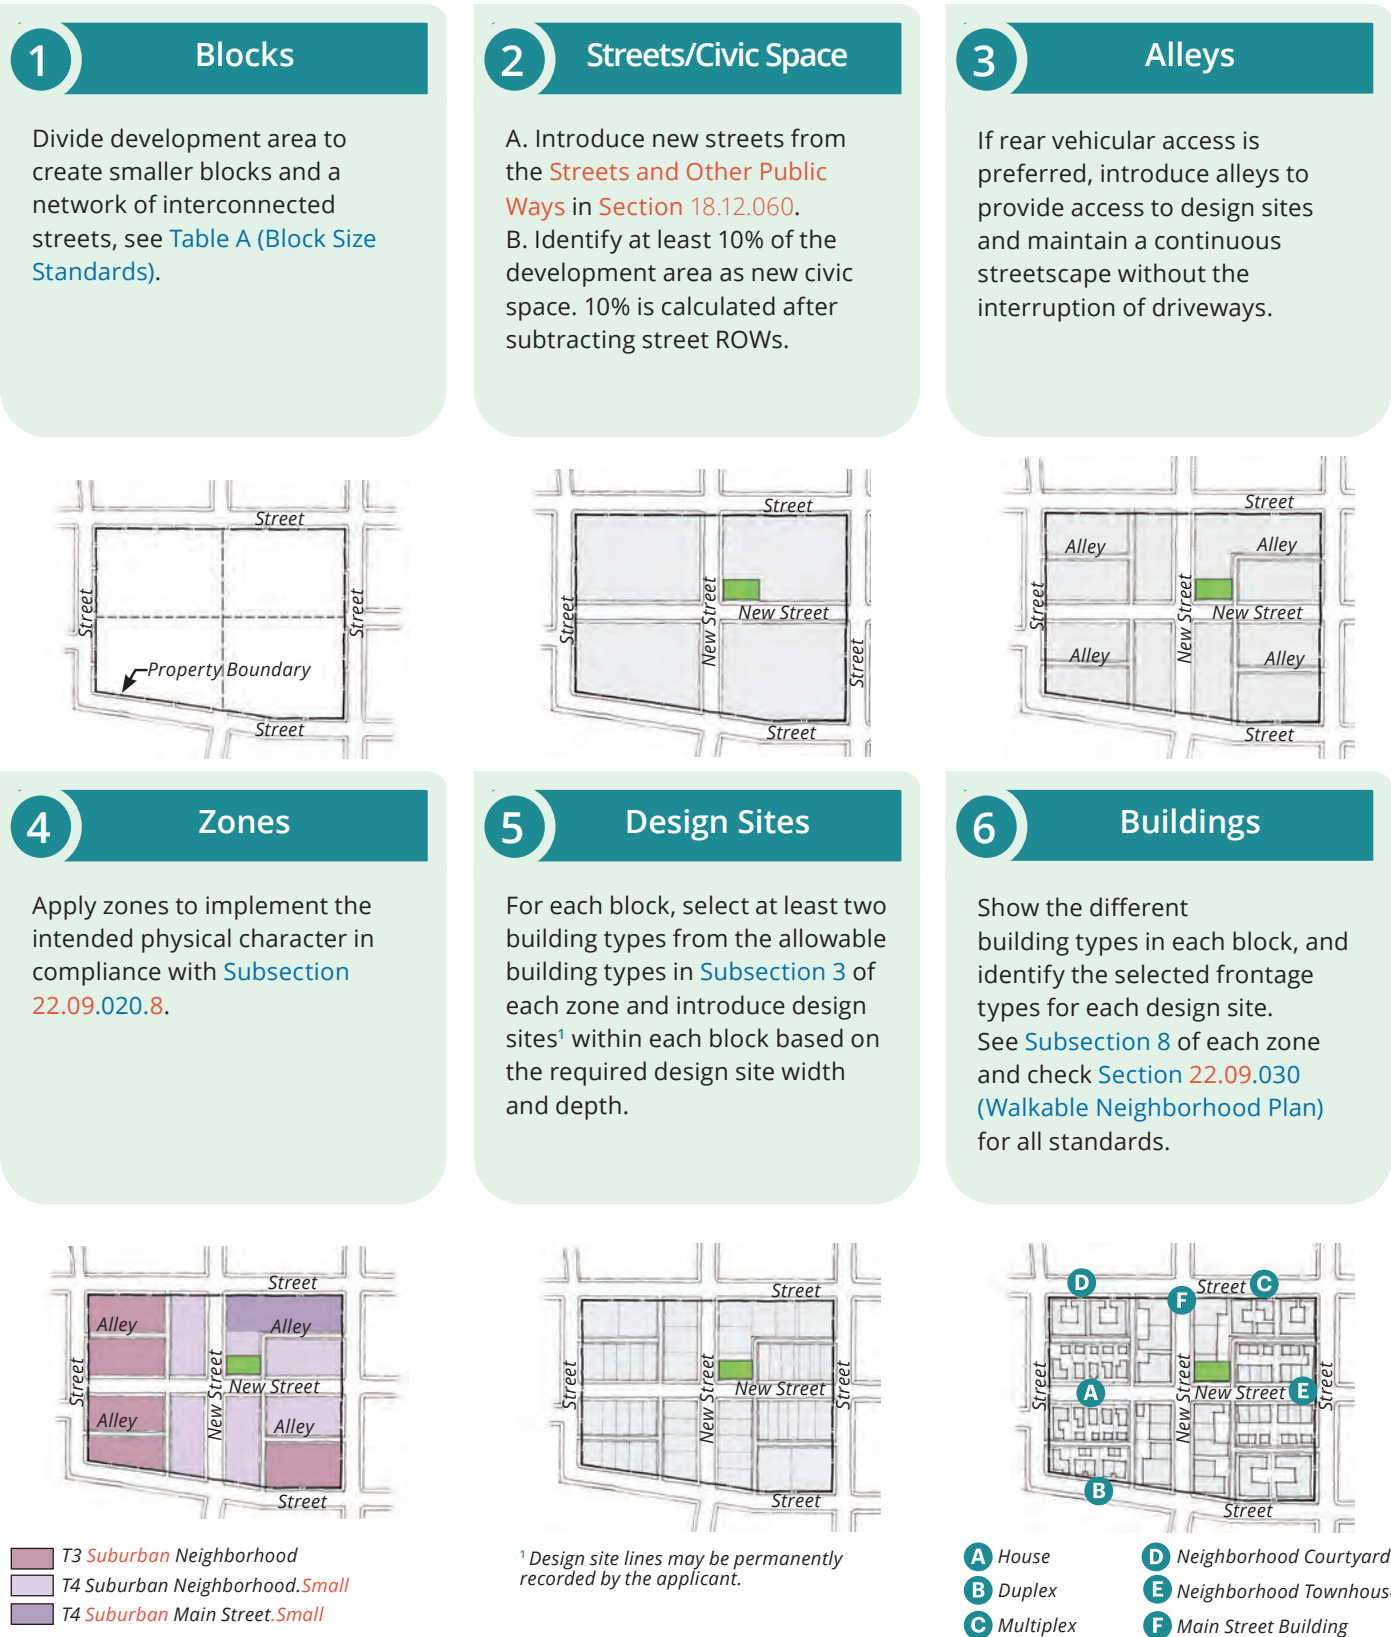 1
Blocks
Divide development area to
create smaller blocks and a
network of interconnected
streets, see Table A (Block Size
Standards).
2
Streets/Civic Space
A. Introduce new streets from
the Streets and Other Public
Ways in Section 18.12.060.
B. Identify at least 10% of the
development area as new civic
space. 10% is calculated after
subtracting street ROWs.
3
Alleys
If rear vehicular access is
preferred, introduce alleys to
provide access to design sites
and maintain a continuous
streetscape without the
interruption of driveways.
Street
Street
Street
Property Boundary
Street
Street
Street
New Street
New Street
Street
Street
Street
Alley
Alley
Street
New Street
New Street
Alley
Alley
Street
4
Zones
Apply zones to implement the
intended physical character in
compliance with Subsection
22.09.020.8.
5
Design Sites
For each block, select at least two
building types from the allowable
building types in Subsection 3 of
each zone and introduce design
sites¹ within each block based on
the required design site width
and depth.
6
Buildings
Show the different
building types in each block, and
identify the selected frontage
types for each design site.
See Subsection 8 of each zone
and check Section 22.09.030
(Walkable Neighborhood Plan)
for all standards.
Street
Alley
Alley
Street
New Street
New Street
Alley
Alley
Street
T3 Suburban Neighborhood
T4 Suburban Neighborhood.Small
T4 Suburban Main Street.Small
Street
Street
New Street
New Street
Street
Street
¹ Design site lines may be permanently
recorded by the applicant.
D
F
Street
C
Street
A
New Street
New Street
E
Street
B
Street
A House
B Duplex
C Multiplex
D Neighborhood Courtyard
E Neighborhood Townhouse
F Main Street Building